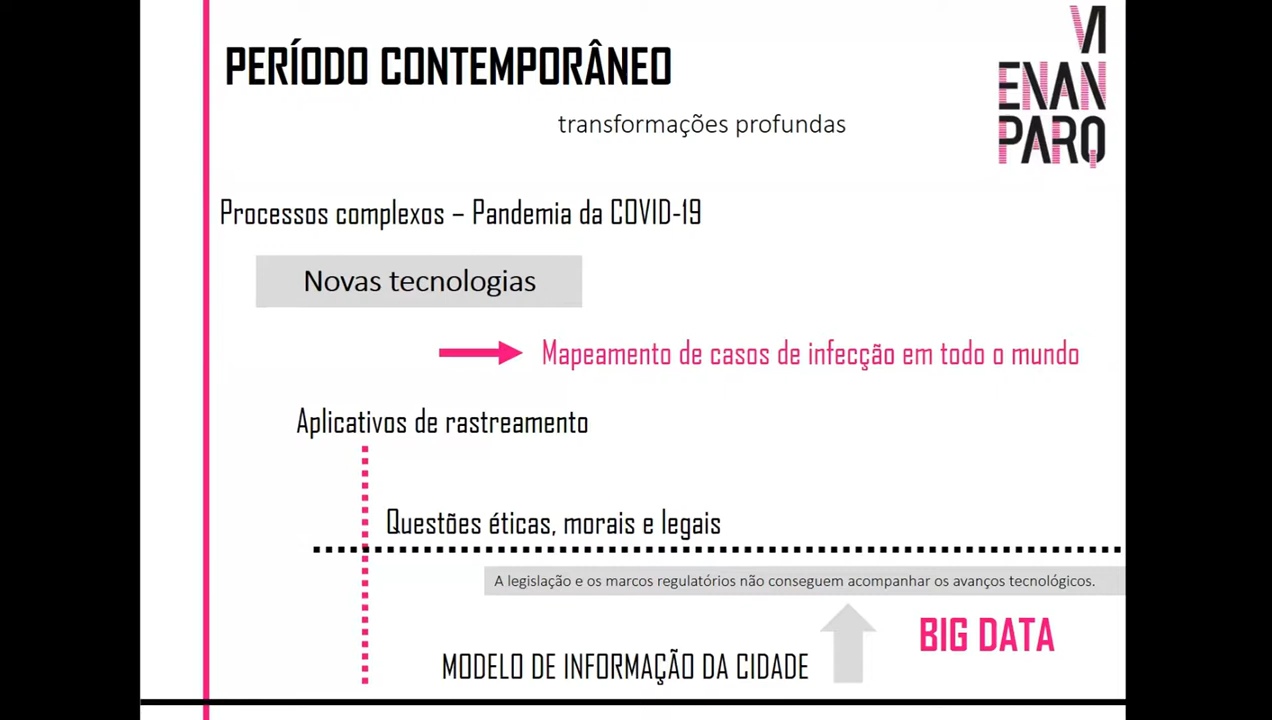 PERÍODO CONTEMPORÂNEO
transformações profundas
VI
ENAN
PARQ
Processos complexos – Pandemia da COVID-19
Novas tecnologias
Mapeamento de casos de infecção em todo o mundo
Aplicativos de rastreamento
Questões éticas, morais e legais
A legislação e os marcos regulatórios não conseguem acompanhar os avanços tecnológicos.
BIG DATA
MODELO DE INFORMAÇÃO DA CIDADE